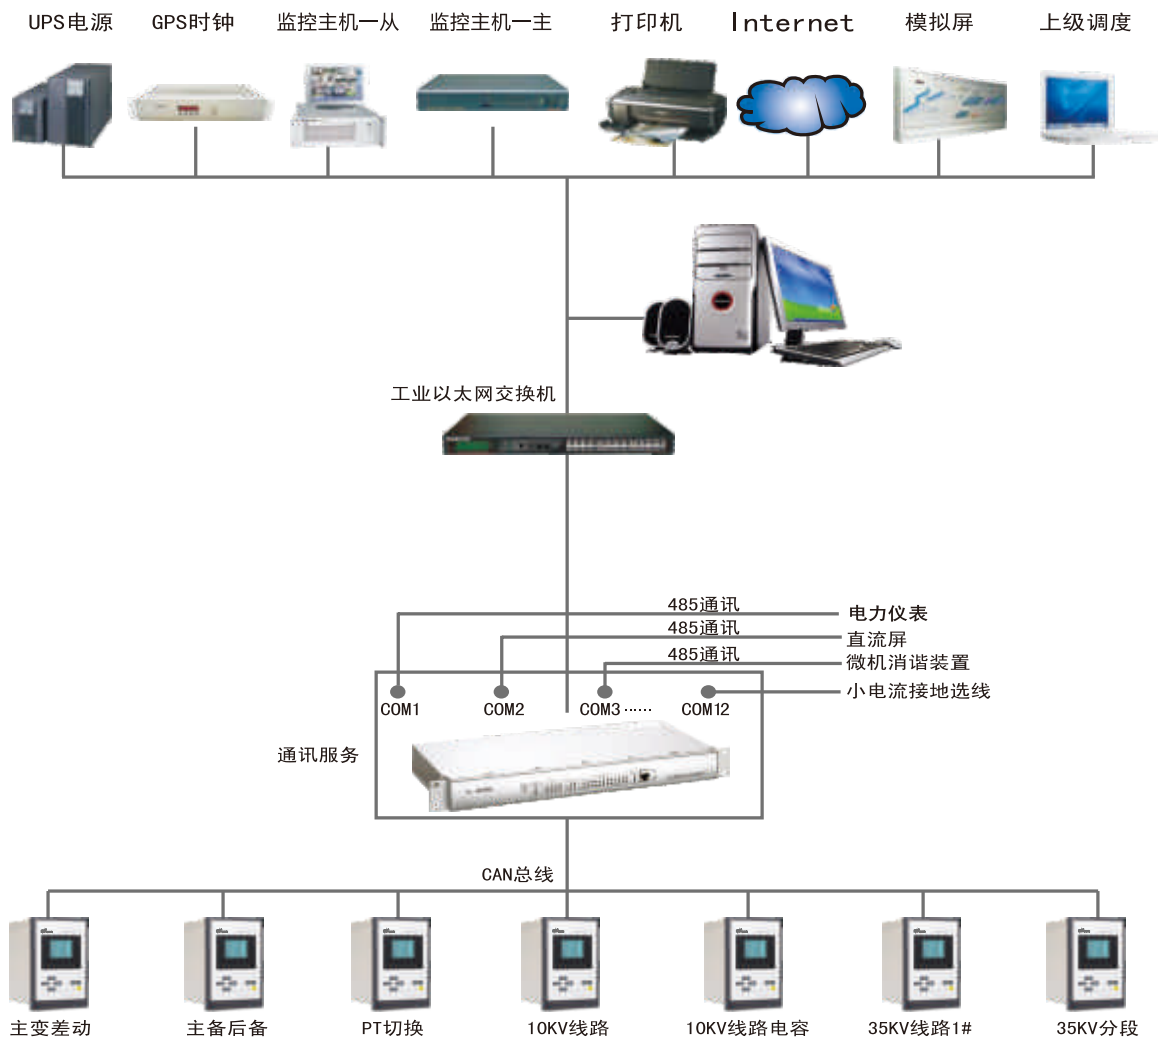 UPS电源 GPS时钟 监控主机一从 监控主机一主 打印机 Internet 模拟屏 上级调度
工业以太网交换机
485通讯 电力仪表
485通讯 直流屏
485通讯 微机消谐装置
小电流接地选线
COM1 COM2 COM3 ······ COM12
通讯服务
CAN总线
主变差动 主备后备 PT切换 10KV线路 10KV线路电容 35KV线路1# 35KV分段